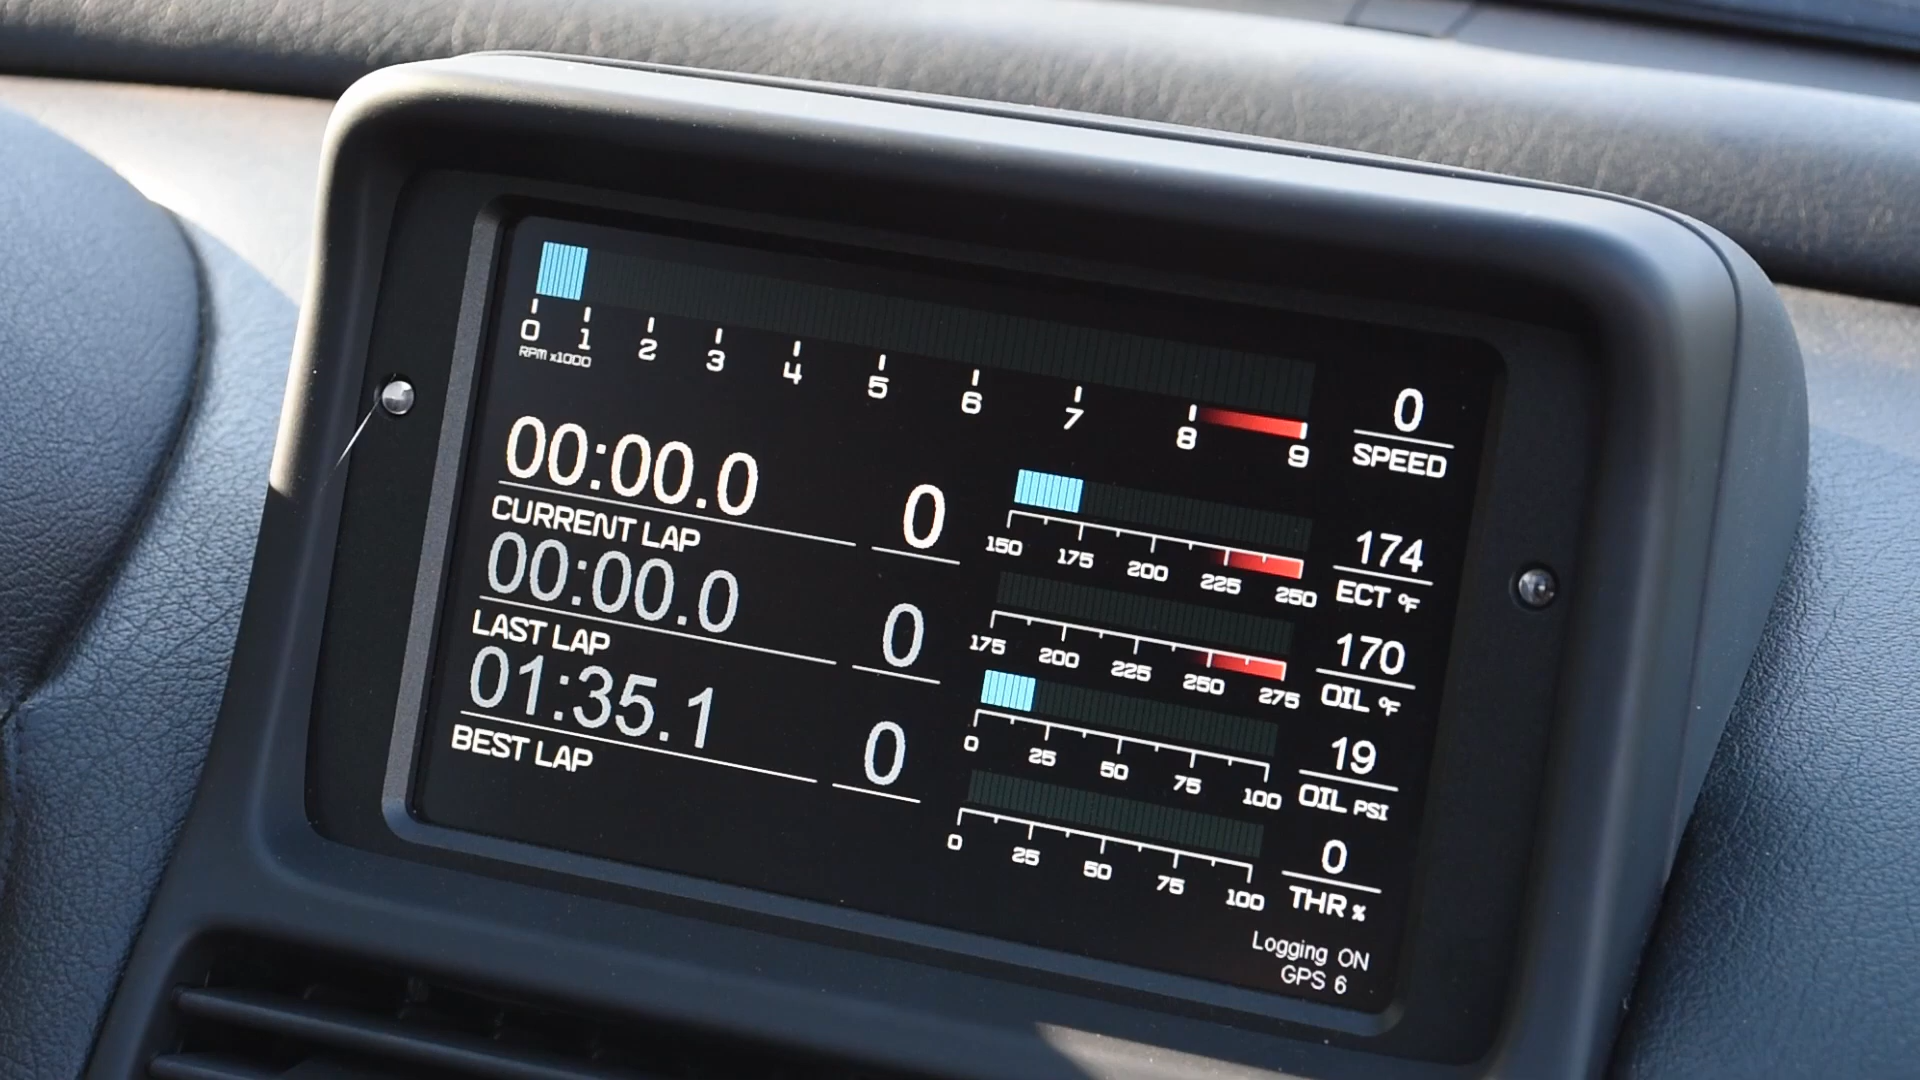 0 1 2 3 4 5 6 7 8 9
RPM x1000
0
SPEED
00:00.0 0
CURRENT LAP
00:00.0 0
LAST LAP
01:35.1 0
BEST LAP
150 175 200 225 250
174
ECT °F
175 200 225 250 275
170
OIL °F
0 25 50 75 100
19
OIL PSI
0 25 50 75 100
0
THR %
Logging ON
GPS 6